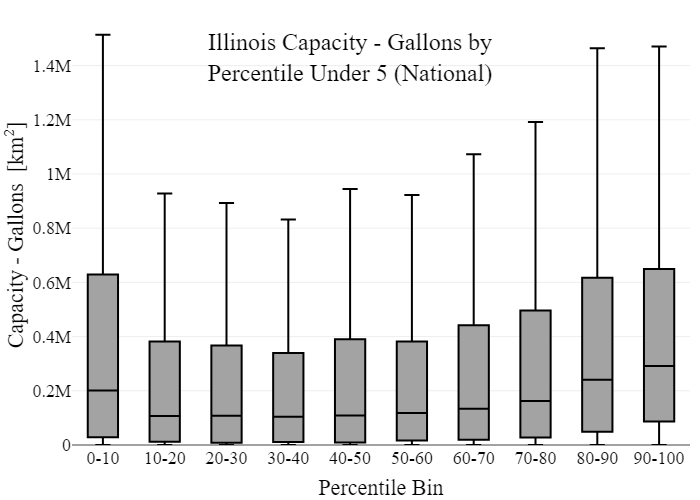 Illinois Capacity - Gallons by
Percentile Under 5 (National)
Capacity - Gallons [km²]
1.4M
1.2M
1M
0.8M
0.6M
0.4M
0.2M
0
0-10 10-20 20-30 30-40 40-50 50-60 60-70 70-80 80-90 90-100
Percentile Bin